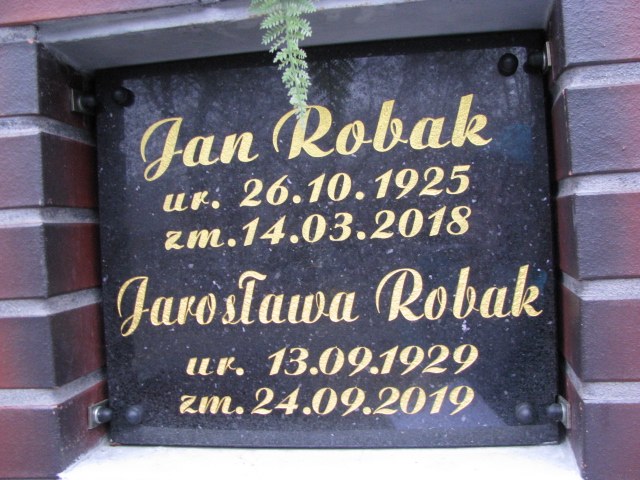 Jan Robak
ur. 26.10.1925
zm.14.03.2018
Jarosława Robak
ur. 13.09.1929
zm.24.09.2019